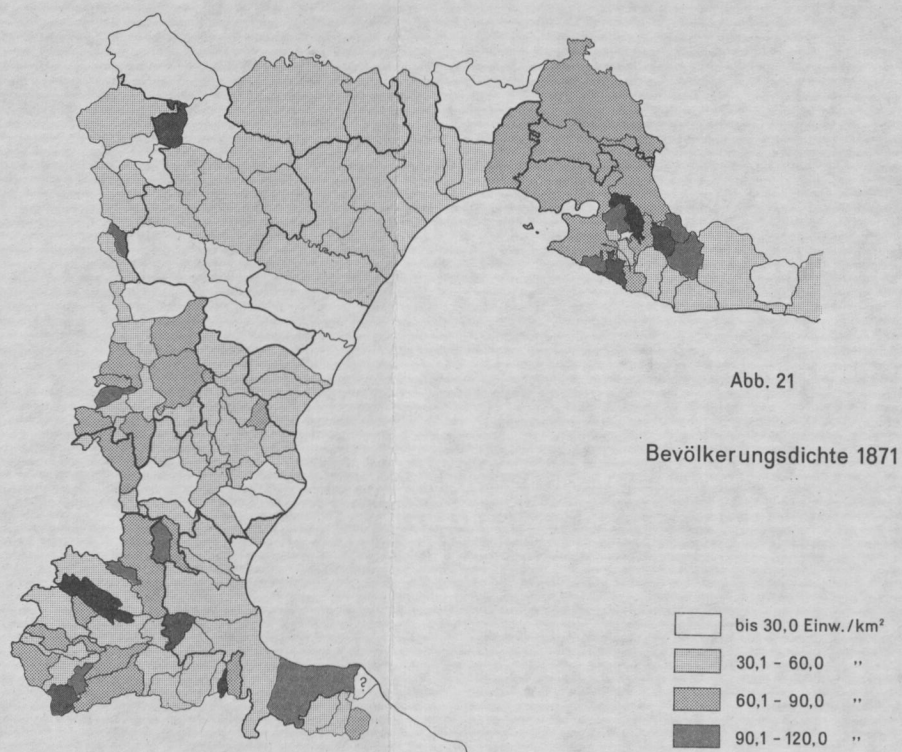 Abb. 21
Bevölkerungsdichte 1871
bis 30,0 Einw./km²
30,1 - 60,0 "
60,1 - 90,0 "
90,1 - 120,0 "
?